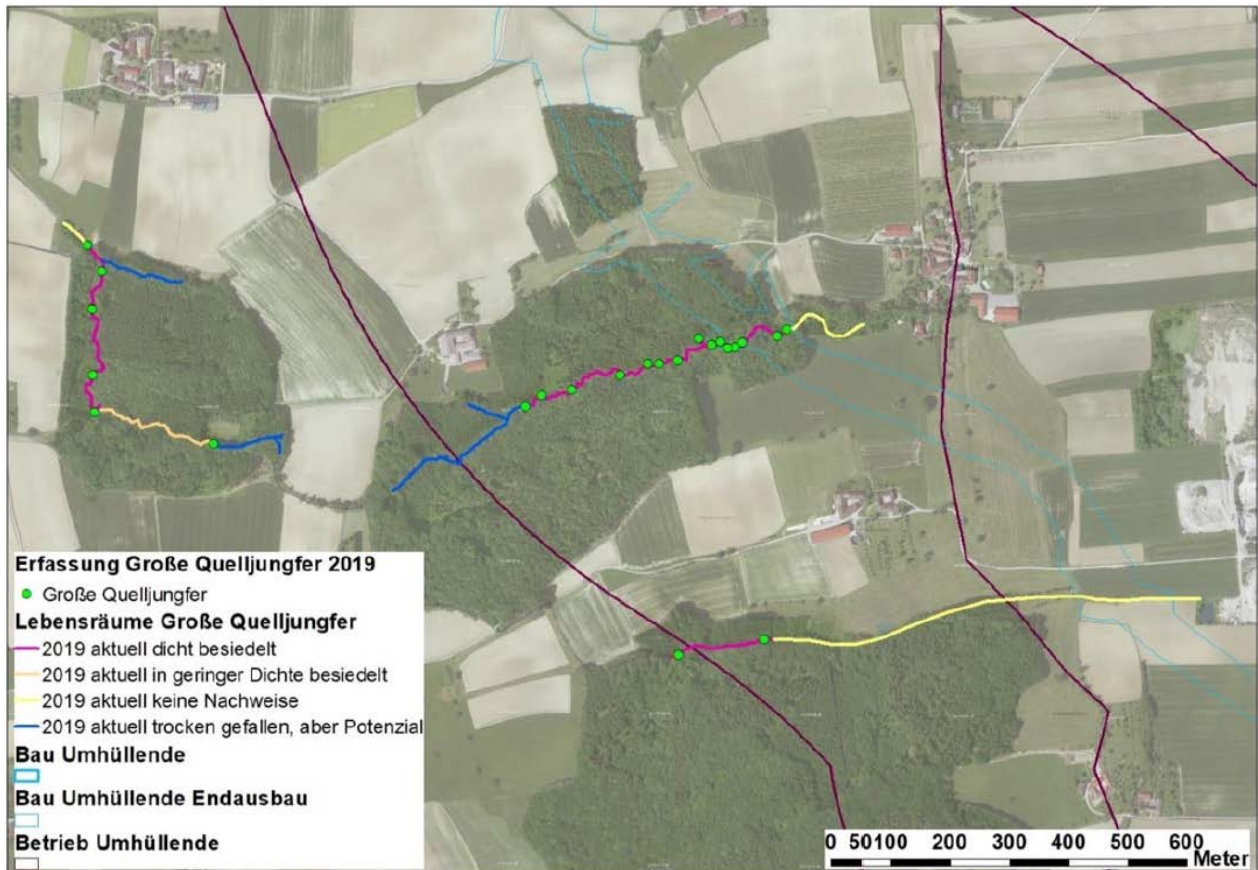 Erfassung Große Quelljungfer 2019
Große Quelljungfer
Lebensräume Große Quelljungfer
2019 aktuell dicht besiedelt
2019 aktuell in geringer Dichte besiedelt
2019 aktuell keine Nachweise
2019 aktuell trocken gefallen, aber Potenzial
Bau Umhüllende
Bau Umhüllende Endausbau
Betrieb Umhüllende
0 50 100 200 300 400 500 600
Meter